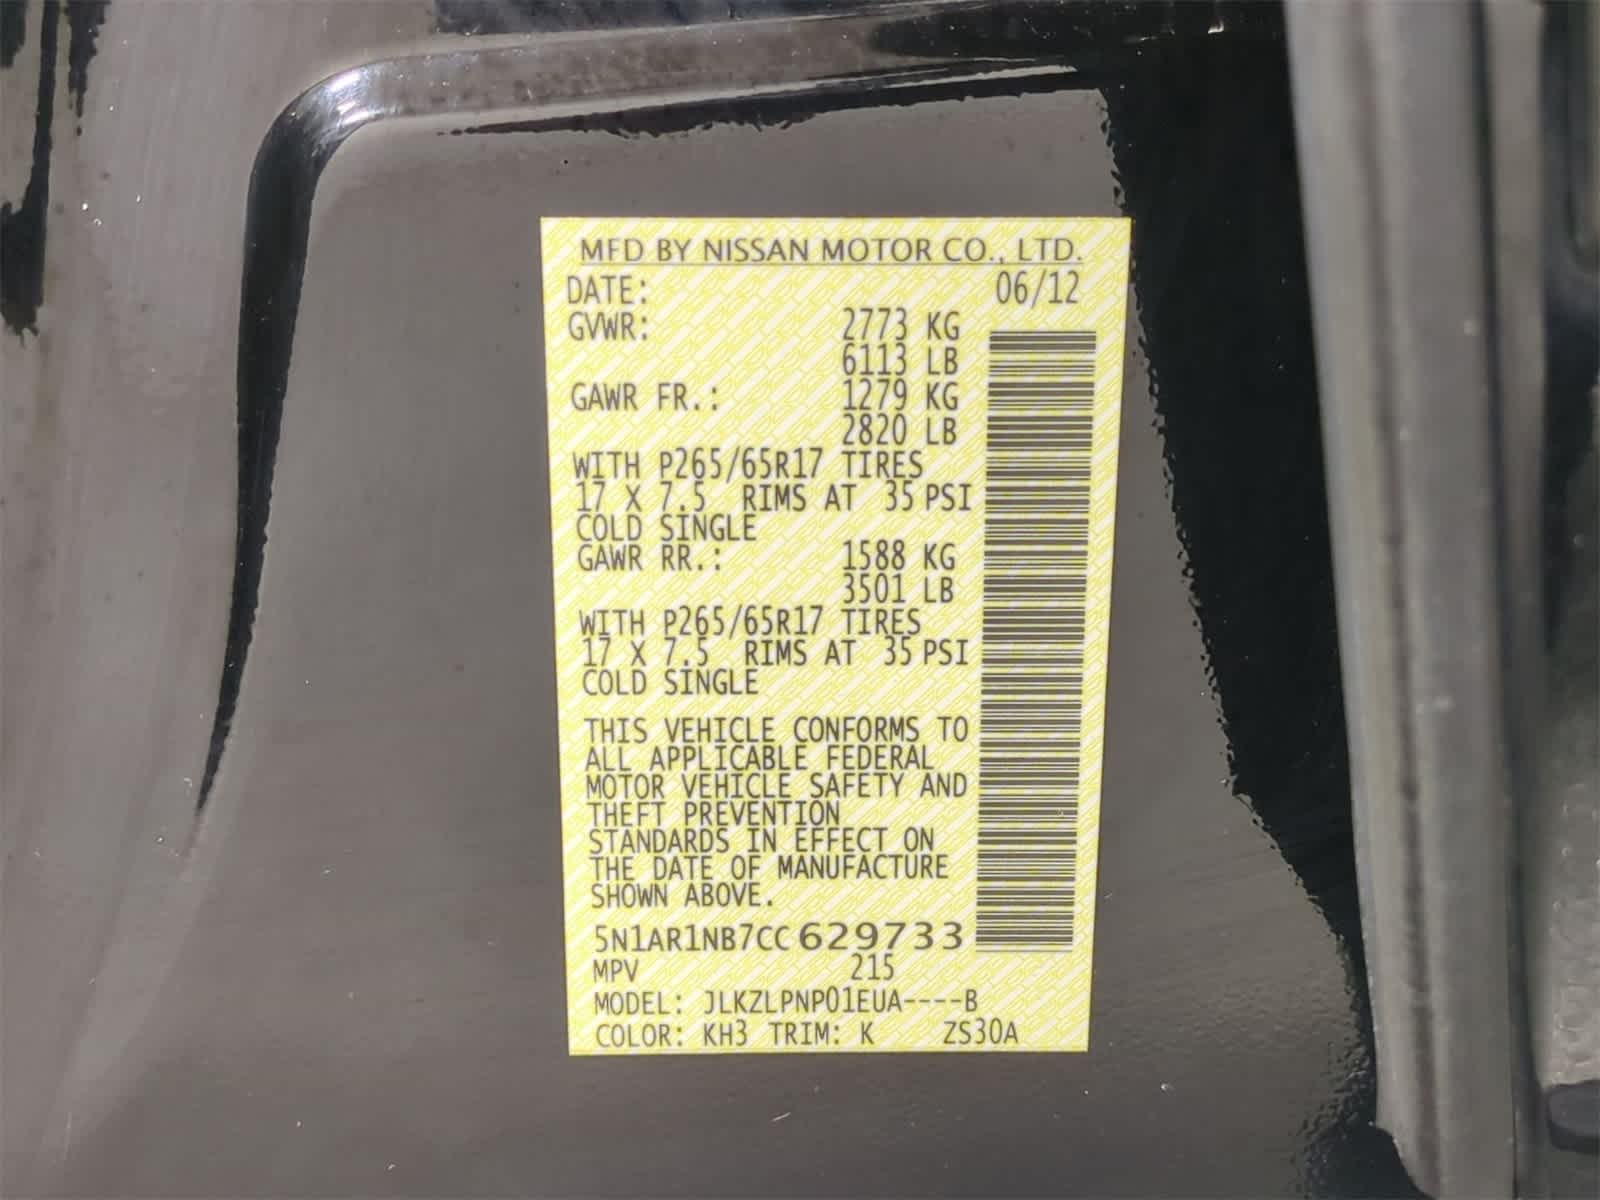 MFD BY NISSAN MOTOR CO., LTD.
DATE: 06/12
GVWR: 2773 KG
6113 LB
GAWR FR.: 1279 KG
2820 LB
WITH P265/65R17 TIRES
17 X 7.5 RIMS AT 35 PSI
COLD SINGLE
GAWR RR.: 1588 KG
3501 LB
WITH P265/65R17 TIRES
17 X 7.5 RIMS AT 35 PSI
COLD SINGLE
THIS VEHICLE CONFORMS TO
ALL APPLICABLE FEDERAL
MOTOR VEHICLE SAFETY AND
THEFT PREVENTION
STANDARDS IN EFFECT ON
THE DATE OF MANUFACTURE
SHOWN ABOVE.
5N1AR1NB7CC629733
MPV 215
MODEL: JLKZLPNP01EUA----B
COLOR: KH3 TRIM: K ZS30A